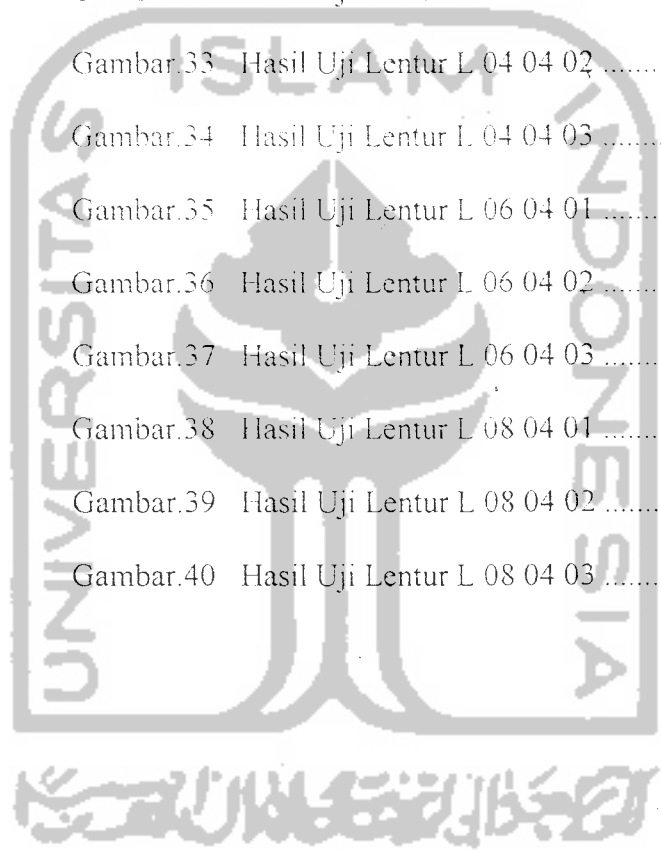 Gambar.33 Hasil Uji Lentur L 04 04 02 .......
Gambar.34 Hasil Uji Lentur L 04 04 03 ........
Gambar.35 Hasil Uji Lentur L 06 04 01 .......
Gambar.36 Hasil Uji Lentur L 06 04 02 .......
Gambar.37 Hasil Uji Lentur L 06 04 03 .......
Gambar.38 Hasil Uji Lentur L 08 04 01 .......
Gambar.39 Hasil Uji Lentur L 08 04 02 .......
Gambar.40 Hasil Uji Lentur L 08 04 03 .......
UNIVERSITAS
ISLAM
INDONESIA